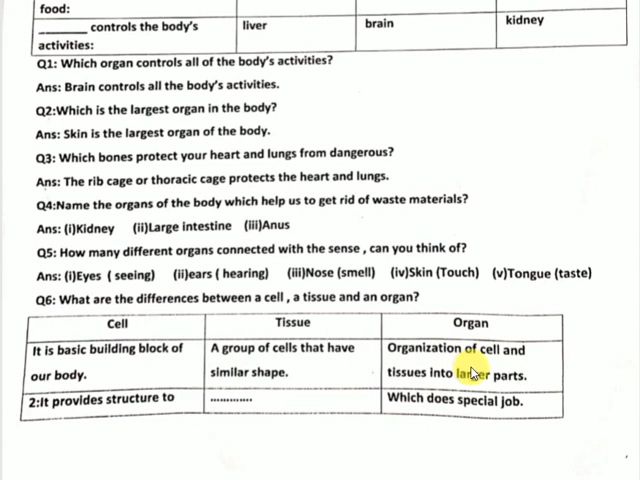 food:
________ controls the body's liver brain kidney
activities:
Q1: Which organ controls all of the body's activities?
Ans: Brain controls all the body's activities.
Q2:Which is the largest organ in the body?
Ans: Skin is the largest organ of the body.
Q3: Which bones protect your heart and lungs from dangerous?
Ans: The rib cage or thoracic cage protects the heart and lungs.
Q4:Name the organs of the body which help us to get rid of waste materials?
Ans: (i)Kidney (ii)Large intestine (iii)Anus
Q5: How many different organs connected with the sense , can you think of?
Ans: (i)Eyes ( seeing) (ii)ears ( hearing) (iii)Nose (smell) (iv)Skin (Touch) (v)Tongue (taste)
Q6: What are the differences between a cell , a tissue and an organ?
Cell Tissue Organ
It is basic building block of A group of cells that have Organization of cell and
our body. similar shape. tissues into larger parts.
2:It provides structure to ............. Which does special job.